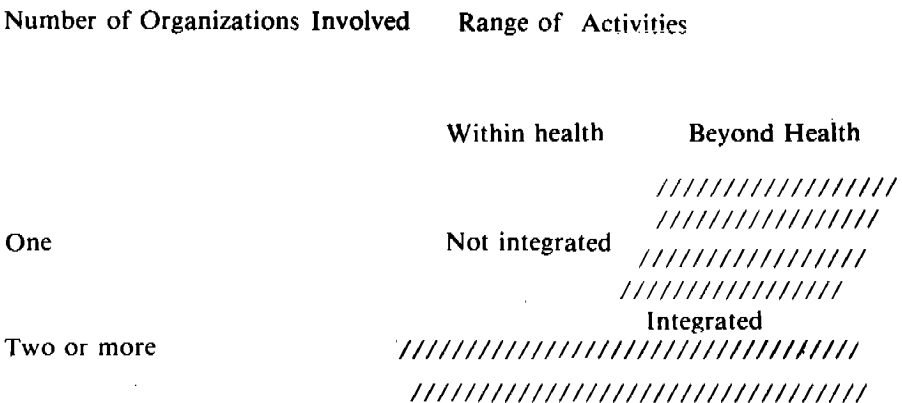 Number of Organizations Involved Range of Activities
Within health Beyond Health
//////////////////
/////////////////
One Not integrated /////////////////
/////////////////
Integrated
Two or more ///////////////////////////////////
///////////////////////////////////